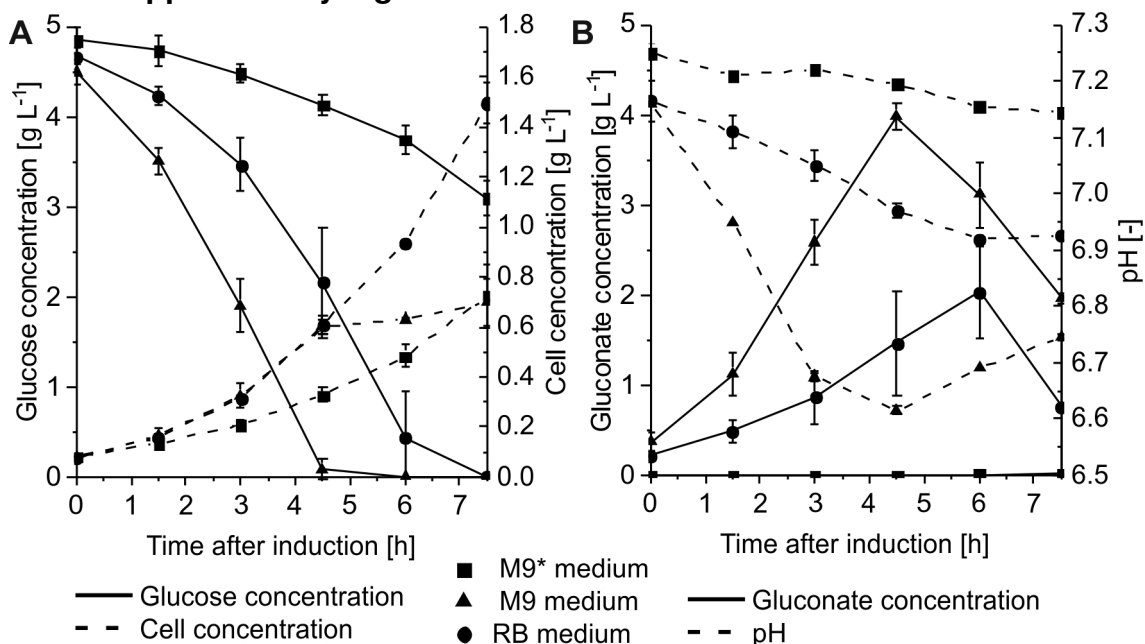 A
B
Glucose concentration [g L-1]
5
4
3
2
1
0
1.8
1.6
1.4
1.2
1.0
0.8
0.6
0.4
0.2
0.0
Cell cencontration [g L-1]
0 1 2 3 4 5 6 7
Time after induction [h]
Gluconate concentration [g L-1]
5
4
3
2
1
0
7.3
7.2
7.1
7.0
6.9
6.8
6.7
6.6
6.5
pH [-]
0 1 2 3 4 5 6 7
Time after induction [h]
Glucose concentration
Cell concentration
M9* medium
M9 medium
RB medium
Gluconate concentration
pH